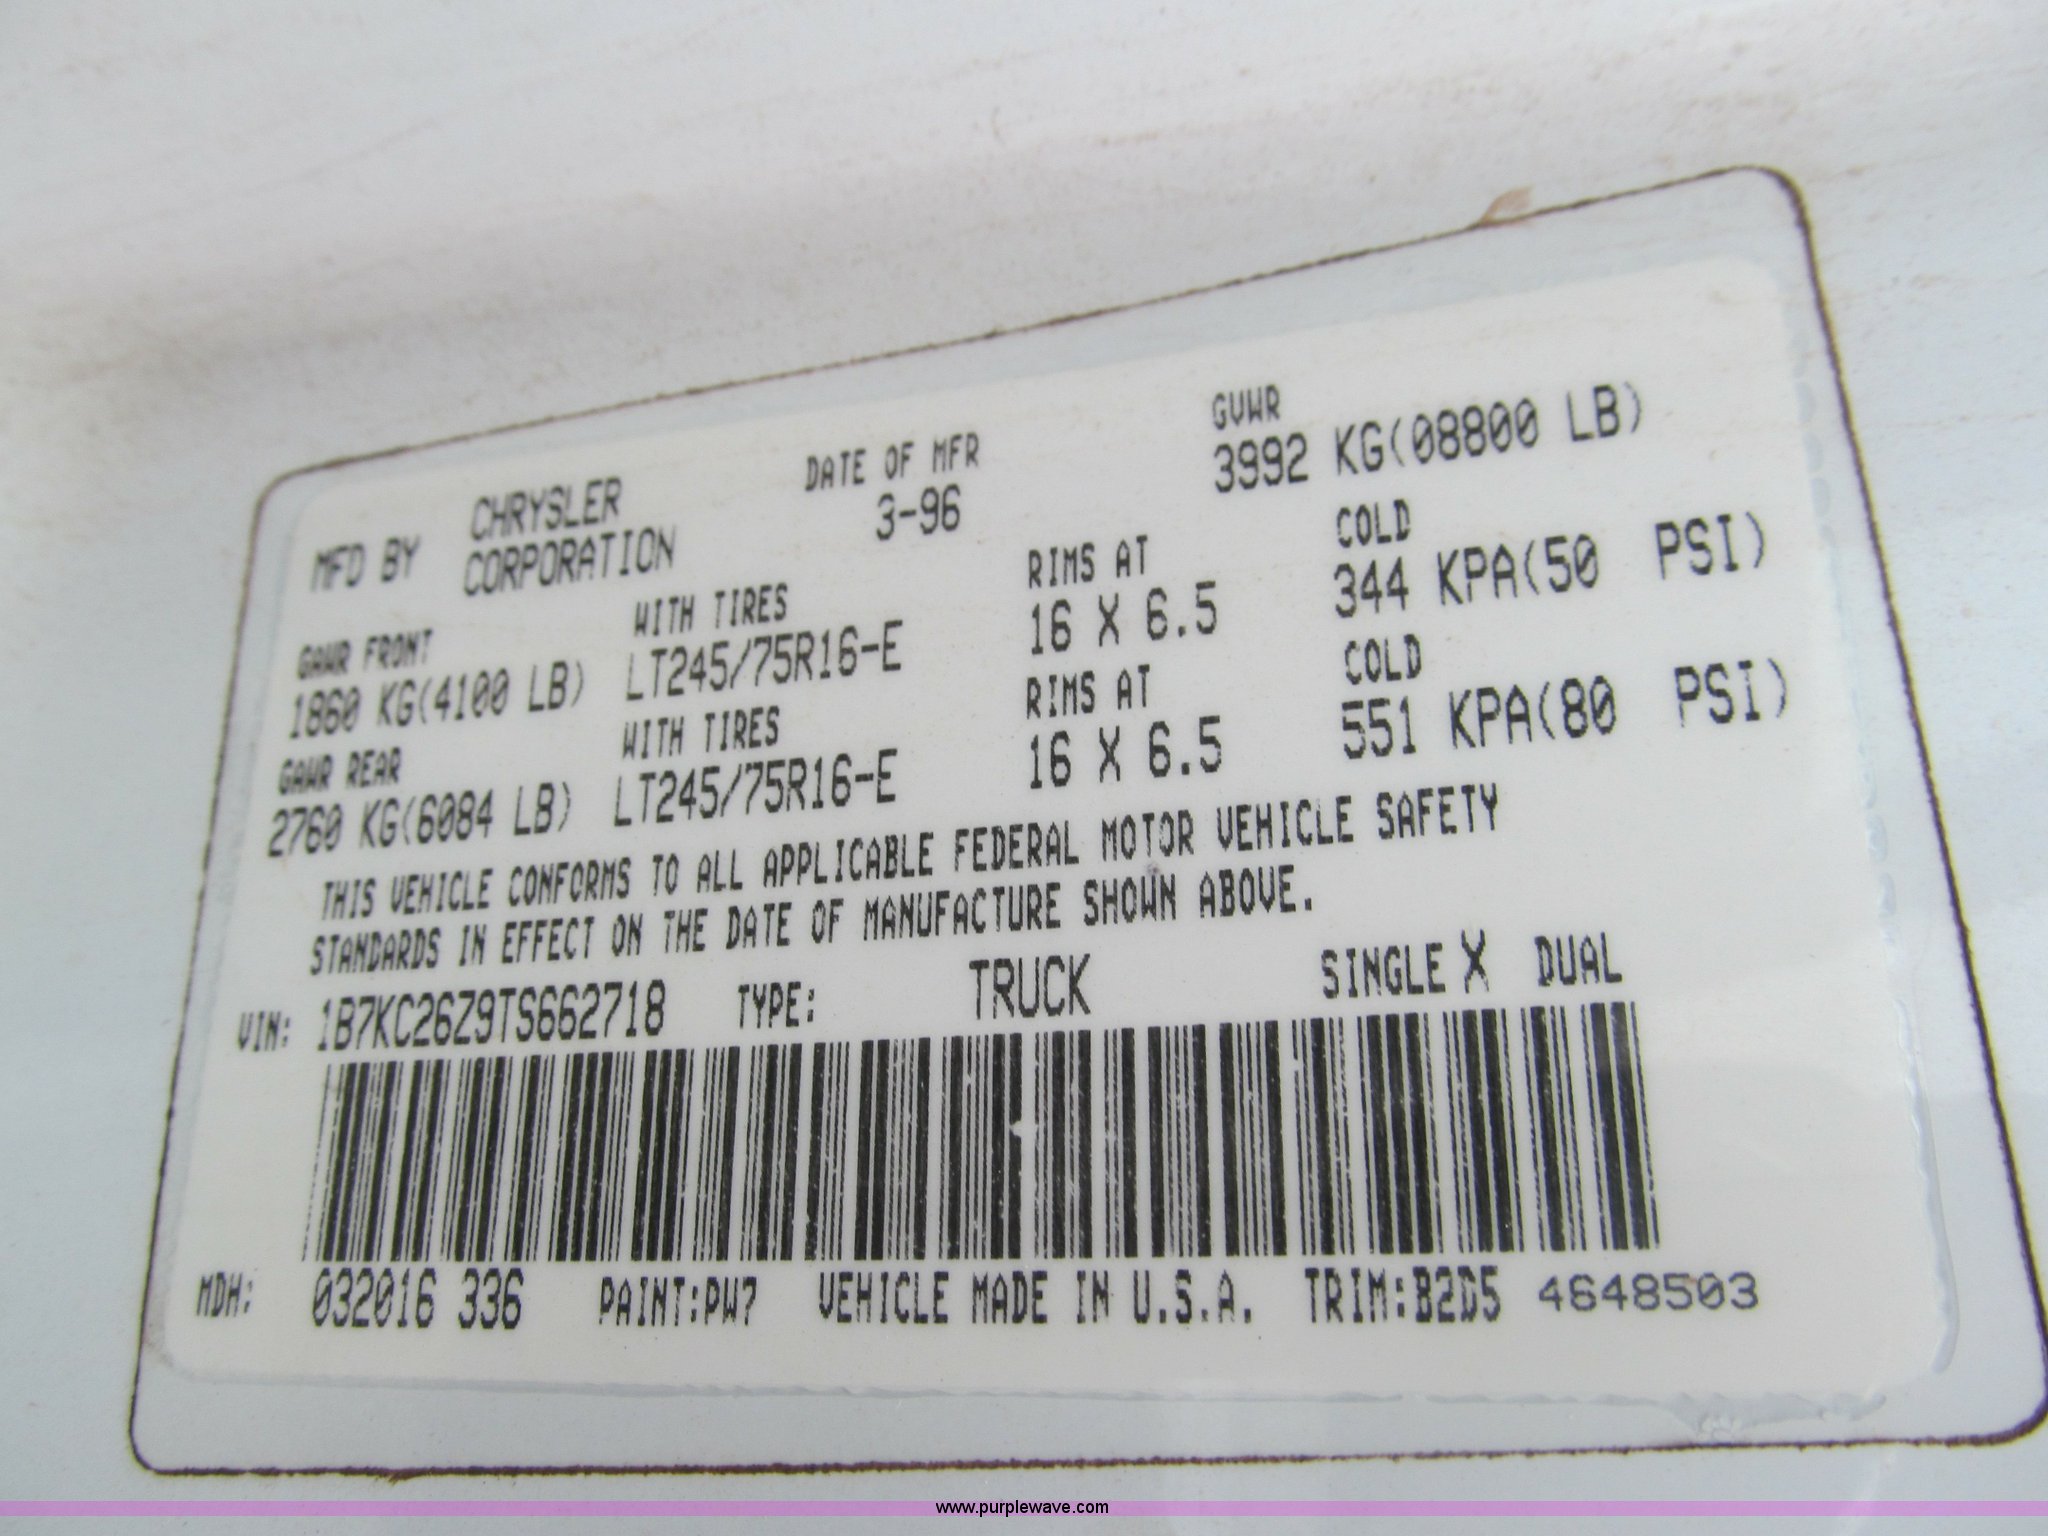 MFD BY CHRYSLER CORPORATION
DATE OF MFR
3-96
GVWR
3992 KG(08800 LB)
GAWR FRONT WITH TIRES RIMS AT COLD
1860 KG(4100 LB) LT245/75R16-E 16 X 6.5 344 KPA(50 PSI)
GAWR REAR WITH TIRES RIMS AT COLD
2760 KG(6084 LB) LT245/75R16-E 16 X 6.5 551 KPA(80 PSI)
THIS VEHICLE CONFORMS TO ALL APPLICABLE FEDERAL MOTOR VEHICLE SAFETY
STANDARDS IN EFFECT ON THE DATE OF MANUFACTURE SHOWN ABOVE.
VIN: 1B7KC26Z9TS662718 TYPE: TRUCK SINGLE X DUAL
MDH: 032016 336 PAINT:PW7 VEHICLE MADE IN U.S.A. TRIM:B2D5 4648503
www.purplewave.com